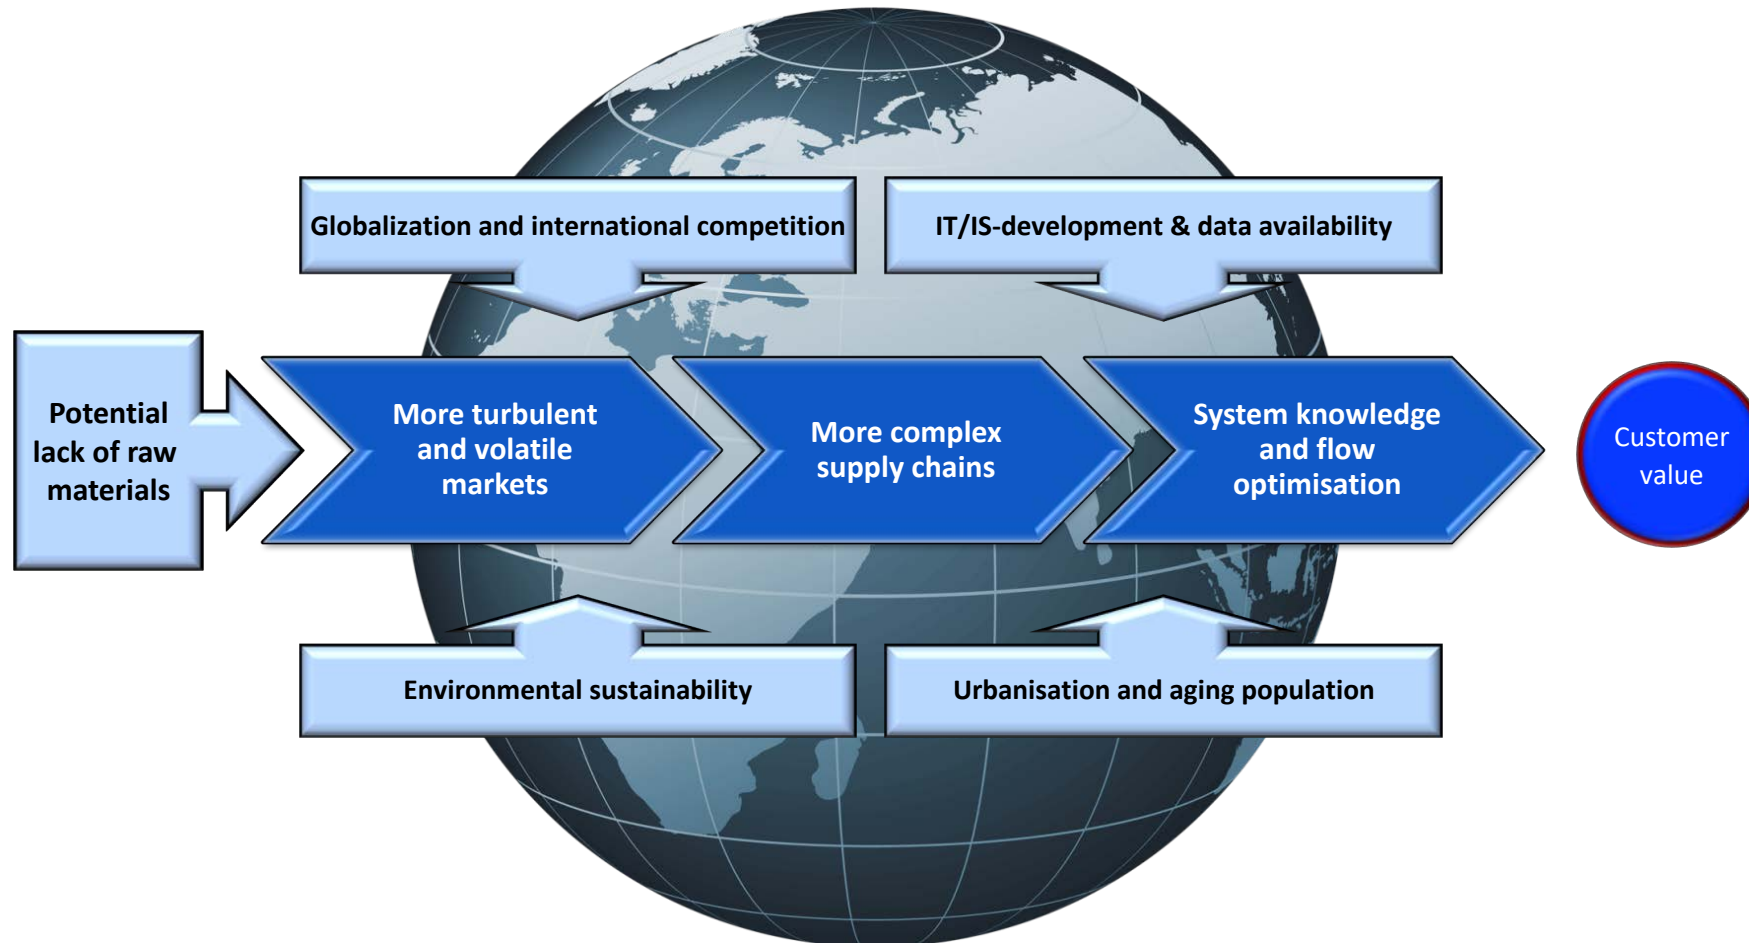 Globalization and international competition
IT/IS-development & data availability
Potential
lack of raw
materials
More turbulent
and volatile
markets
More complex
supply chains
System knowledge
and flow
optimisation
Customer
value
Environmental sustainability
Urbanisation and aging population